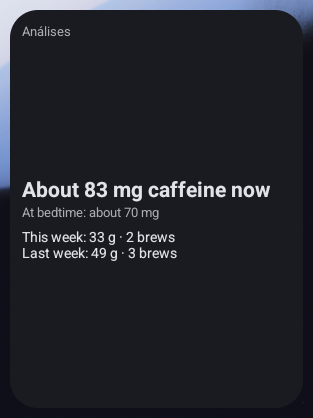 Análises
About 83 mg caffeine now
At bedtime: about 70 mg
This week: 33 g · 2 brews
Last week: 49 g · 3 brews